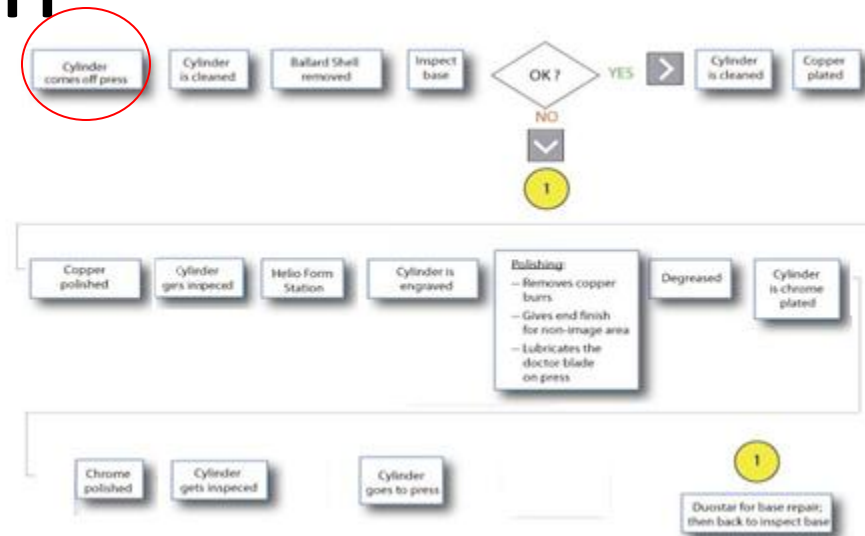 Cylinder
comes off press
Cylinder
is cleaned
Ballard Shell
removed
Inspect
base
OK ?
YES
Cylinder
is cleaned
Copper
plated
NO
1
Copper
polished
Cylinder
gets inspeced
Helio Form
Station
Cylinder is
engraved
Polishing:
– Removes copper
burrs
– Gives end finish
for non-image area
– Lubricates the
doctor blade
on press
Degreased
Cylinder
is chrome
plated
Chrome
polished
Cylinder
gets inspeced
Cylinder
goes to press
1
Duostar for base repair;
then back to inspect base